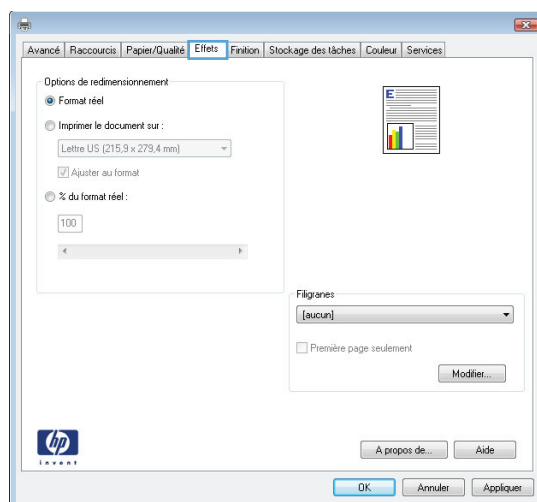 Avancé Raccourcis Papier/Qualité Effets Finition Stockage des tâches Couleur Services
Options de redimensionnement
Format réel
Imprimer le document sur :
Lettre US (215,9 x 279,4 mm)
Ajuster au format
% du format réel :
100
E
Filigranes
[aucun]
Première page seulement
Modifier...
hp
invent
A propos de... Aide
OK Annuler Appliquer